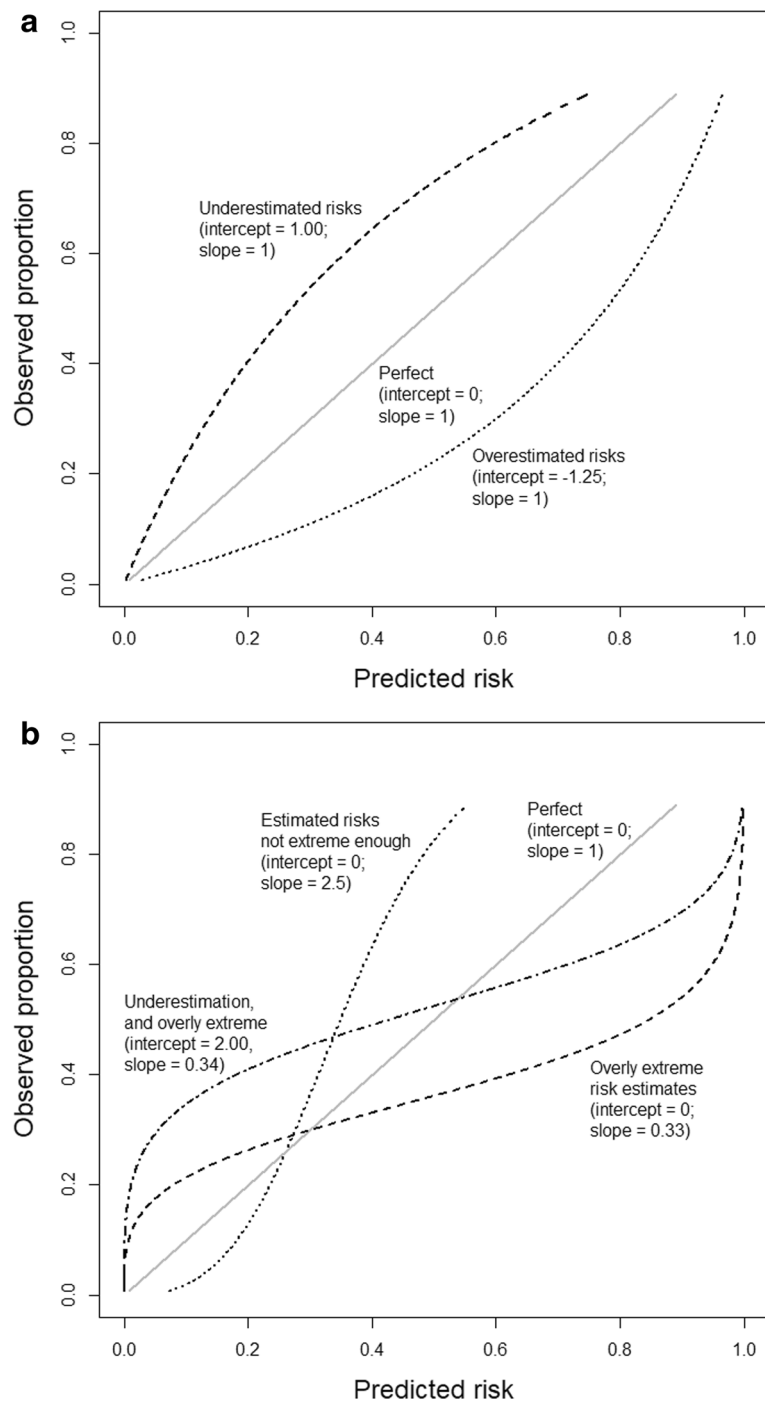 a
1.0
0.8
0.6
0.4
0.2
0.0
Observed proportion
Underestimated risks
(intercept = 1.00;
slope = 1)
Perfect
(intercept = 0;
slope = 1)
Overestimated risks
(intercept = -1.25;
slope = 1)
0.0 0.2 0.4 0.6 0.8 1.0
Predicted risk
b
1.0
0.8
0.6
0.4
0.2
0.0
Observed proportion
Estimated risks
not extreme enough
(intercept = 0;
slope = 2.5)
Perfect
(intercept = 0;
slope = 1)
Underestimation,
and overly extreme
(intercept = 2.00,
slope = 0.34)
Overly extreme
risk estimates
(intercept = 0;
slope = 0.33)
0.0 0.2 0.4 0.6 0.8 1.0
Predicted risk